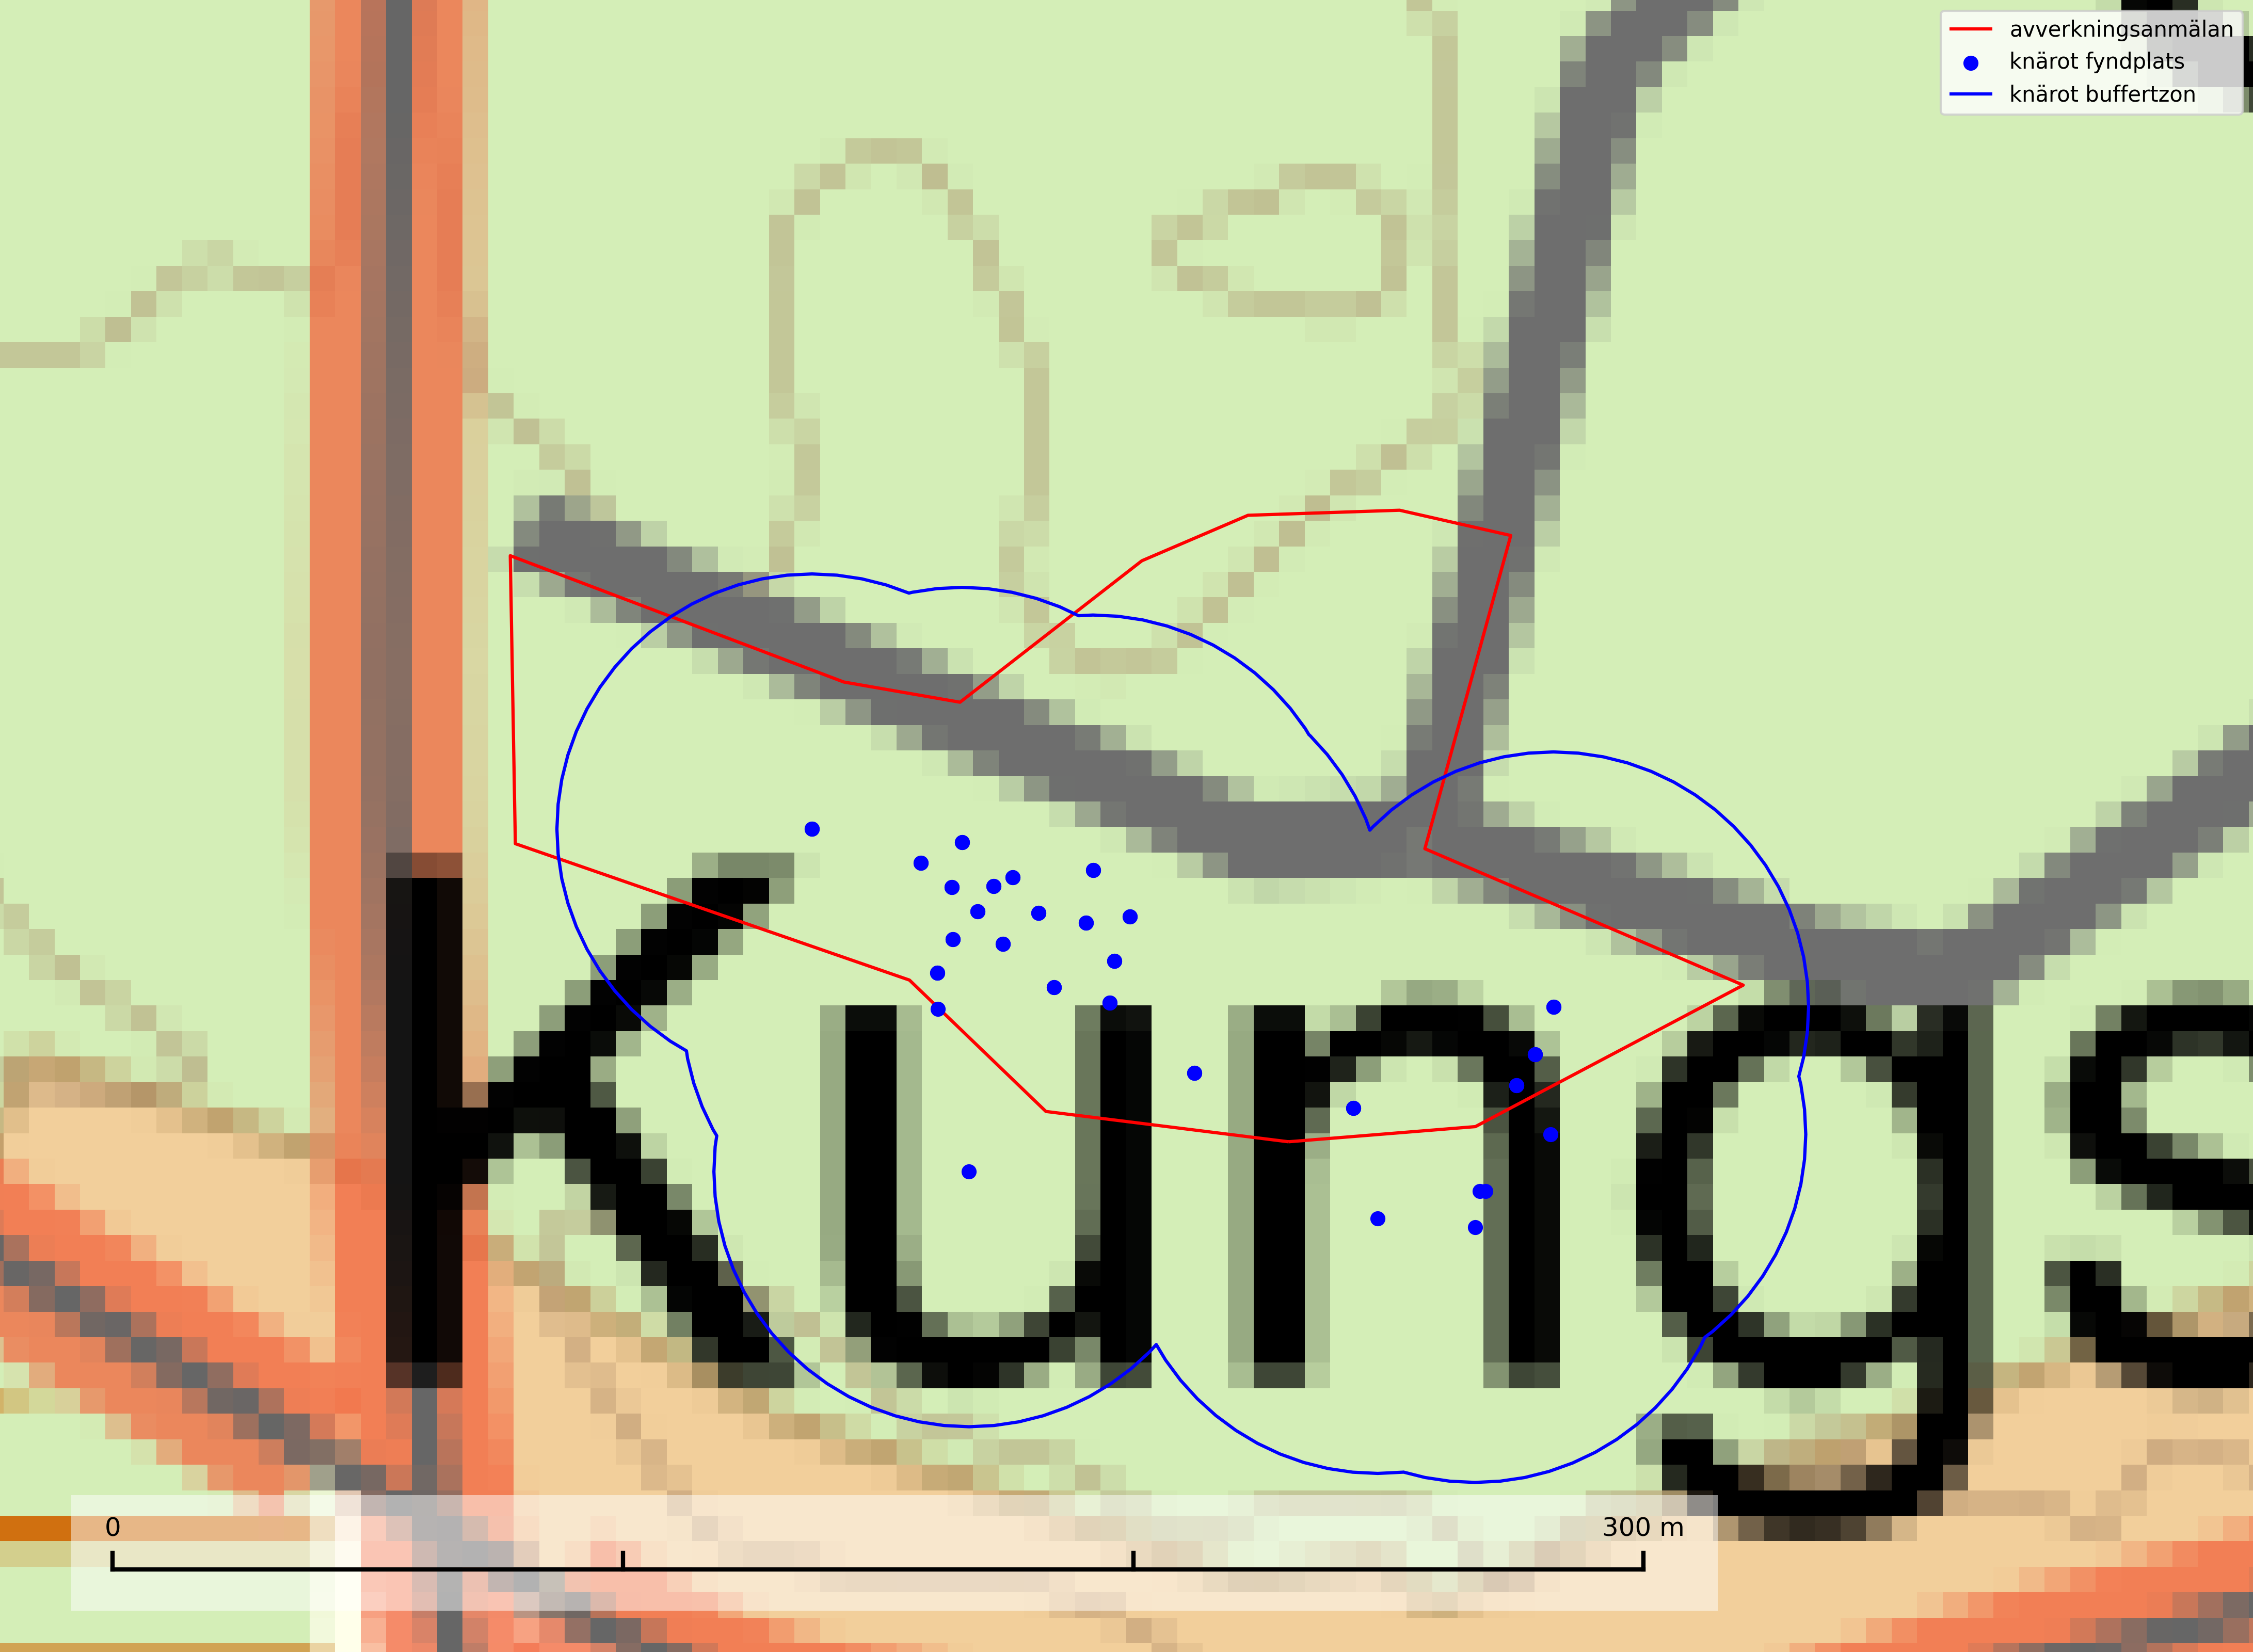 avverkningsanmälan
knärot fyndplats
knärot buffertzon
Kungs
0 300 m